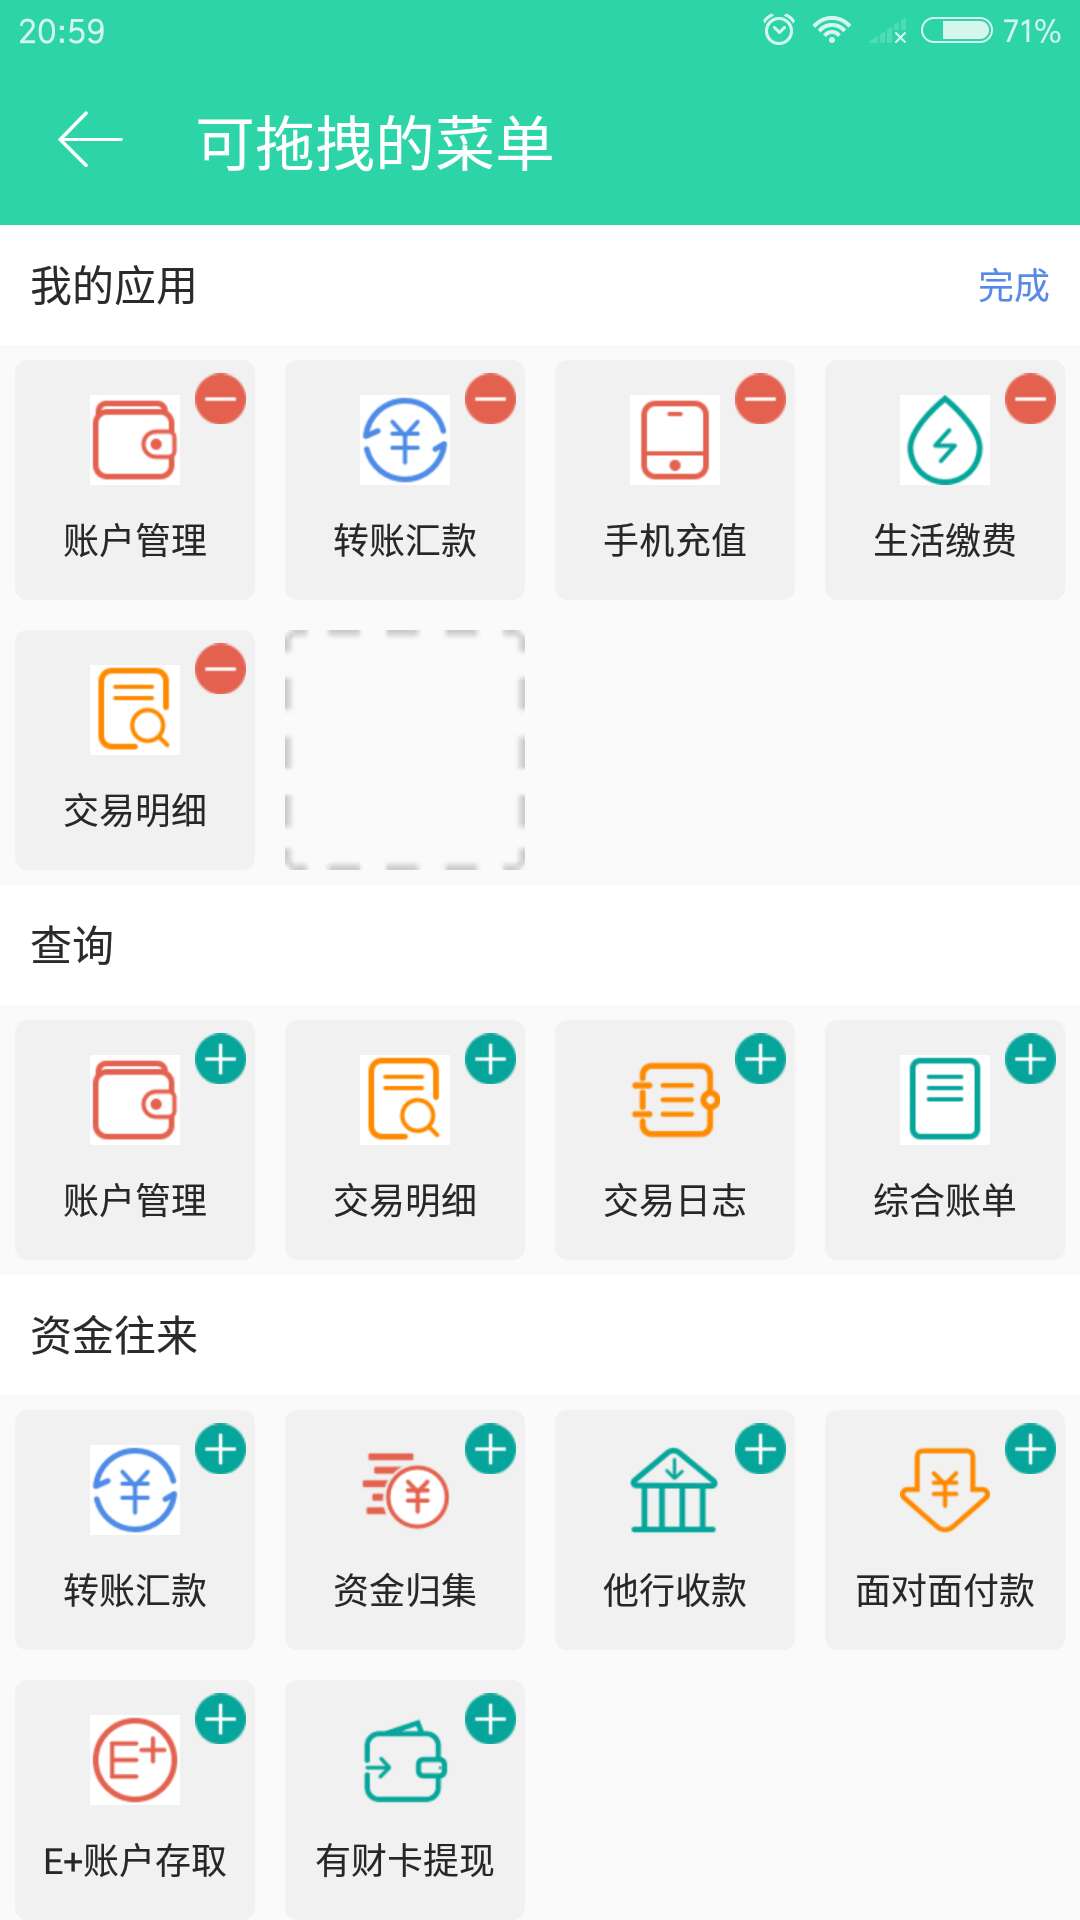 20:59 71%
可拖拽的菜单
我的应用 完成
账户管理 转账汇款 手机充值 生活缴费
交易明细
查询
账户管理 交易明细 交易日志 综合账单
资金往来
转账汇款 资金归集 他行收款 面对面付款
E+账户存取 有财卡提现